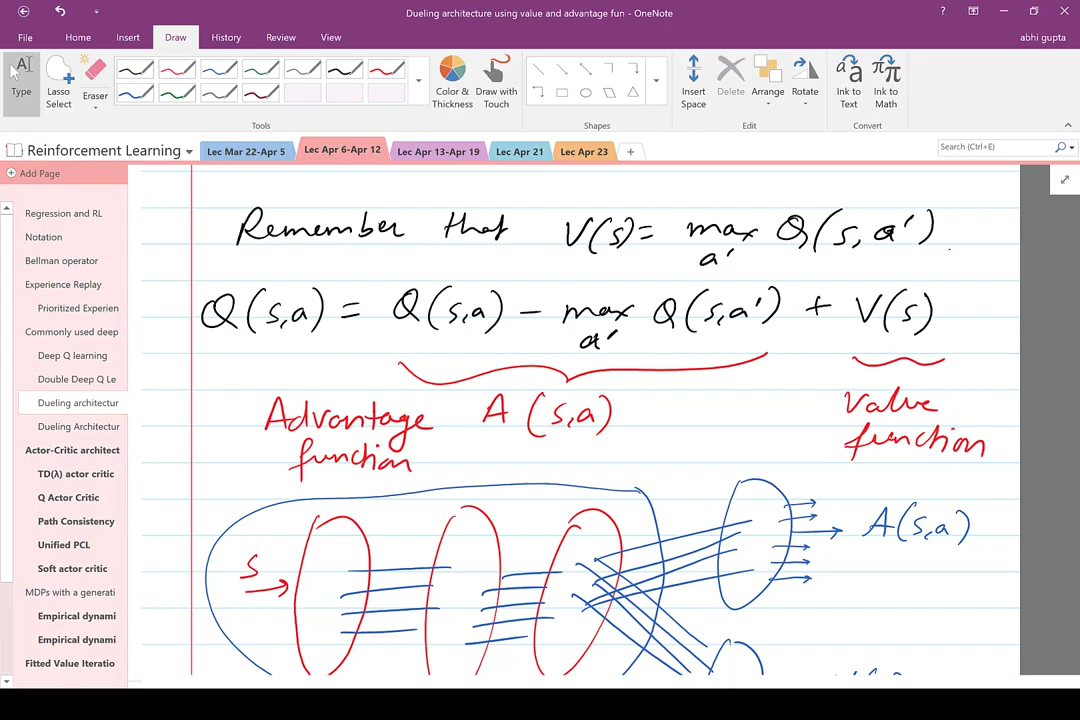 Dueling architecture using value and advantage fun - OneNote
File Home Insert Draw History Review View
abhi gupta
Type
Lasso Select
Eraser
Color & Thickness
Draw with Touch
Insert Space
Delete
Arrange
Rotate
Ink to Text
Ink to Math
Tools
Shapes
Edit
Convert
Reinforcement Learning
Lec Mar 22-Apr 5
Lec Apr 6-Apr 12
Lec Apr 13-Apr 19
Lec Apr 21
Lec Apr 23
Search (Ctrl+E)
Add Page
Regression and RL
Notation
Bellman operator
Experience Replay
Prioritized Experien
Commonly used deep
Deep Q learning
Double Deep Q Le
Dueling architectur
Dueling Architectur
Actor-Critic architect
TD(λ) actor critic
Q Actor Critic
Path Consistency
Unified PCL
Soft actor critic
MDPs with a generati
Empirical dynami
Empirical dynami
Fitted Value Iteratio
Remember that V(s) = max Q(s, a')
a'
Q(s,a) = Q(s,a) - max Q(s,a') + V(s)
a'
Advantage function A(s,a)
value function
A(s,a)
S